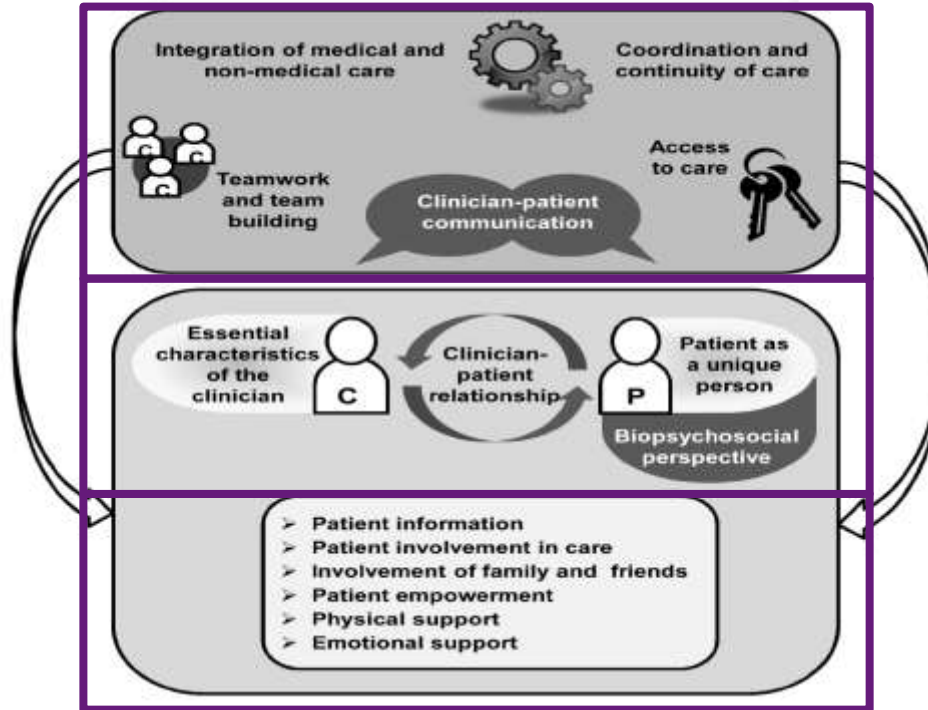 Integration of medical and
non-medical care
Coordination and
continuity of care
C
C
C
Teamwork
and team
building
Clinician-patient
communication
Access
to care
Essential
characteristics
of the
clinician
C
Clinician-
patient
relationship
P
Patient as
a unique
person
Biopsychosocial
perspective
➢ Patient information
➢ Patient involvement in care
➢ Involvement of family and friends
➢ Patient empowerment
➢ Physical support
➢ Emotional support